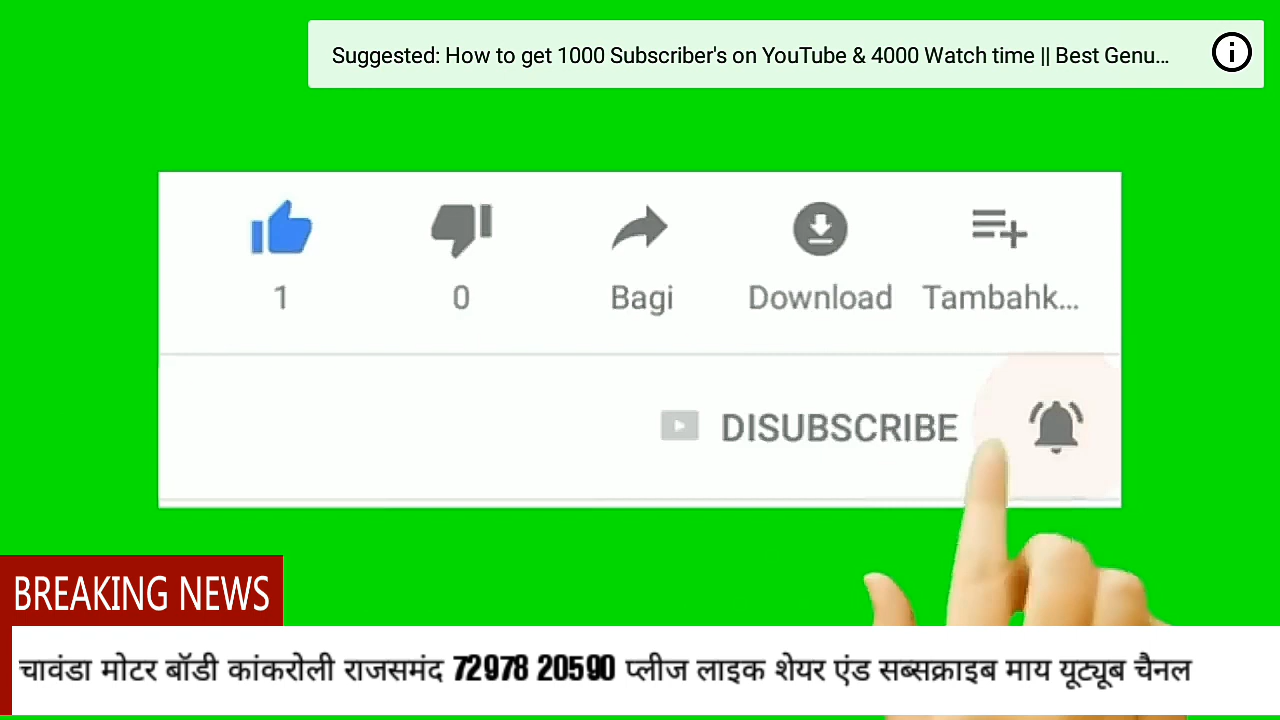 Suggested: How to get 1000 Subscriber's on YouTube & 4000 Watch time || Best Genu...
1 0 Bagi Download Tambahk...
DISUBSCRIBE
BREAKING NEWS
चावंडा मोटर बॉडी कांकरोली राजसमंद 72978 20590 प्लीज लाइक शेयर एंड सब्सक्राइब माय यूट्यूब चैनल